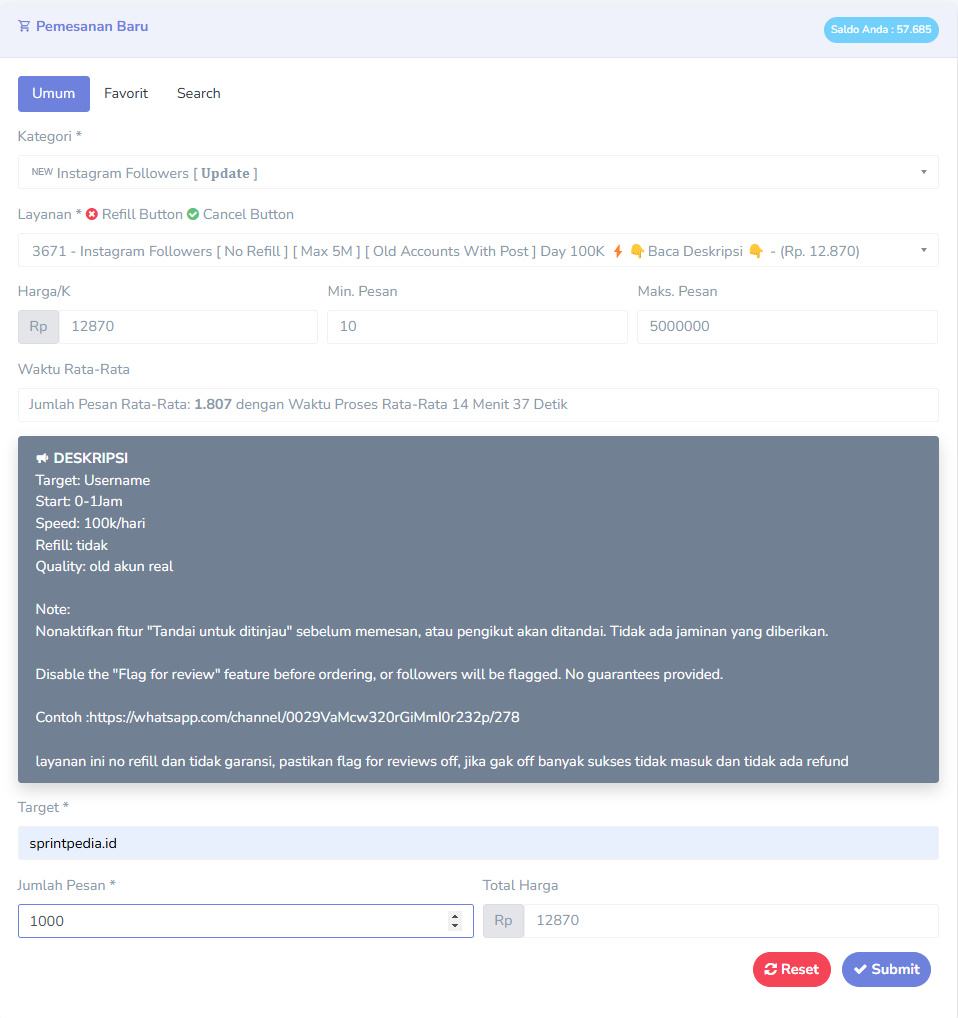 Pemesanan Baru
Saldo Anda : 57.685
Umum Favorit Search
Kategori *
NEW Instagram Followers [ Update ]
Layanan * Refill Button Cancel Button
3671 - Instagram Followers [ No Refill ] [ Max 5M ] [ Old Accounts With Post ] Day 100K ⚡ 👇Baca Deskripsi 👇 - (Rp. 12.870)
Harga/K Min. Pesan Maks. Pesan
Rp 12870 10 5000000
Waktu Rata-Rata
Jumlah Pesan Rata-Rata: 1.807 dengan Waktu Proses Rata-Rata 14 Menit 37 Detik
DESKRIPSI
Target: Username
Start: 0-1Jam
Speed: 100k/hari
Refill: tidak
Quality: old akun real
Note:
Nonaktifkan fitur "Tandai untuk ditinjau" sebelum memesan, atau pengikut akan ditandai. Tidak ada jaminan yang diberikan.
Disable the "Flag for review" feature before ordering, or followers will be flagged. No guarantees provided.
Contoh :https://whatsapp.com/channel/0029VaMcw320rGiMmI0r232p/278
layanan ini no refill dan tidak garansi, pastikan flag for reviews off, jika gak off banyak sukses tidak masuk dan tidak ada refund
Target *
sprintpedia.id
Jumlah Pesan * Total Harga
1000 Rp 12870
Reset Submit